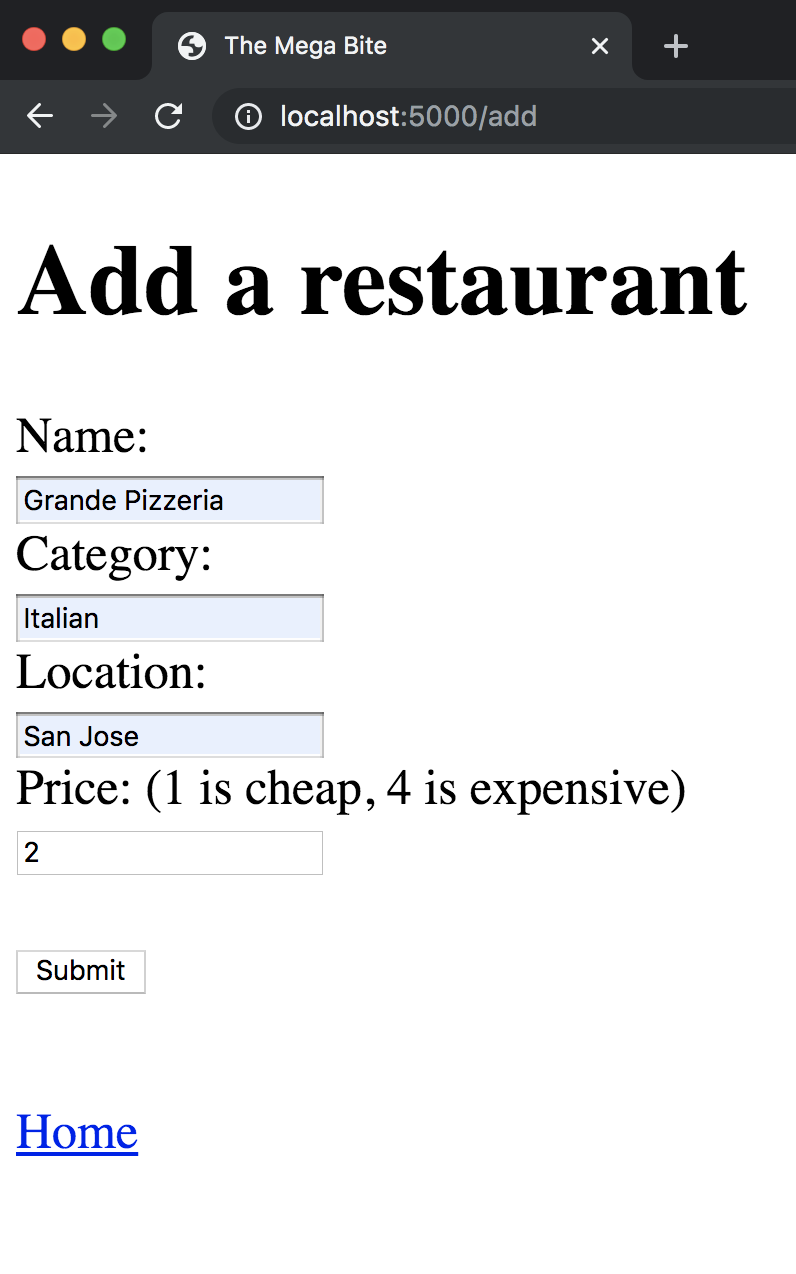 The Mega Bite
localhost:5000/add
Add a restaurant
Name:
Grande Pizzeria
Category:
Italian
Location:
San Jose
Price: (1 is cheap, 4 is expensive)
2
Submit
Home